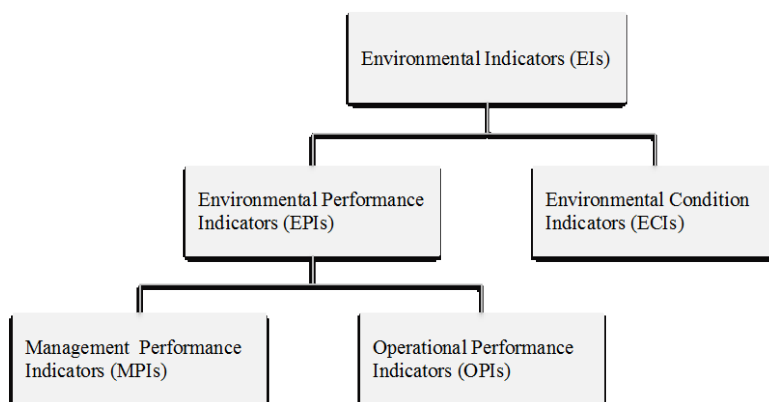 Environmental Indicators (EIs)
Environmental Performance
Indicators (EPIs)
Environmental Condition
Indicators (ECIs)
Management Performance
Indicators (MPIs)
Operational Performance
Indicators (OPIs)